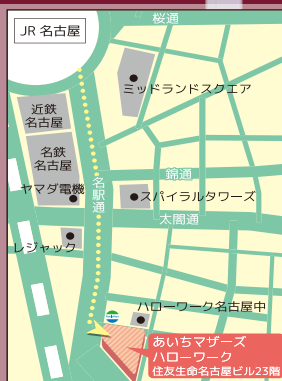 桜通
JR 名古屋
ミッドランドスクエア
近鉄
名古屋
名鉄
名古屋
錦通
ヤマダ電機
名駅通
スパイラルタワーズ
太閤通
レジャック
ハローワーク名古屋中
あいちマザーズ
ハローワーク
住友生命名古屋ビル23階